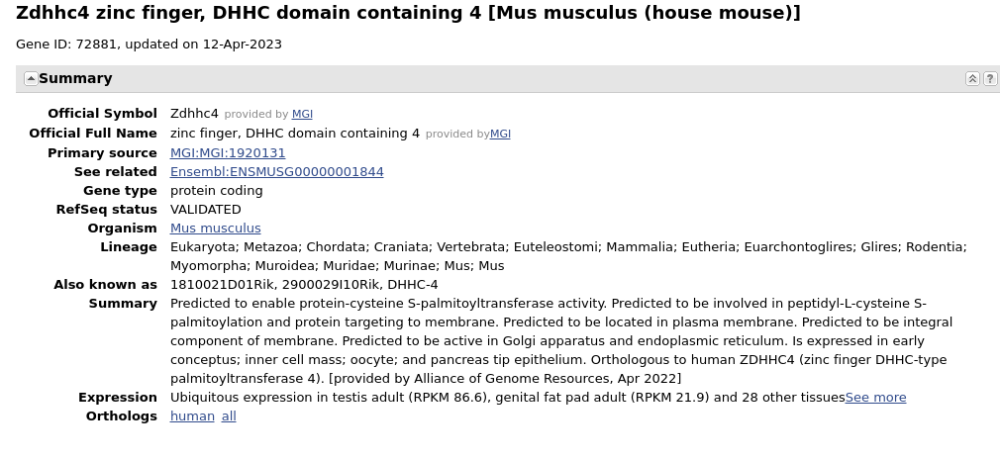 Zdhhc4 zinc finger, DHHC domain containing 4 [Mus musculus (house mouse)]
Gene ID: 72881, updated on 12-Apr-2023
Summary ?
Official Symbol Zdhhc4 provided by MGI
Official Full Name zinc finger, DHHC domain containing 4 provided byMGI
Primary source MGI:MGI:1920131
See related Ensembl:ENSMUSG00000001844
Gene type protein coding
RefSeq status VALIDATED
Organism Mus musculus
Lineage Eukaryota; Metazoa; Chordata; Craniata; Vertebrata; Euteleostomi; Mammalia; Eutheria; Euarchontoglires; Glires; Rodentia;
Myomorpha; Muroidea; Muridae; Murinae; Mus; Mus
Also known as 1810021D01Rik, 2900029I10Rik, DHHC-4
Summary Predicted to enable protein-cysteine S-palmitoyltransferase activity. Predicted to be involved in peptidyl-L-cysteine S-
palmitoylation and protein targeting to membrane. Predicted to be located in plasma membrane. Predicted to be integral
component of membrane. Predicted to be active in Golgi apparatus and endoplasmic reticulum. Is expressed in early
conceptus; inner cell mass; oocyte; and pancreas tip epithelium. Orthologous to human ZDHHC4 (zinc finger DHHC-type
palmitoyltransferase 4). [provided by Alliance of Genome Resources, Apr 2022]
Expression Ubiquitous expression in testis adult (RPKM 86.6), genital fat pad adult (RPKM 21.9) and 28 other tissuesSee more
Orthologs human all